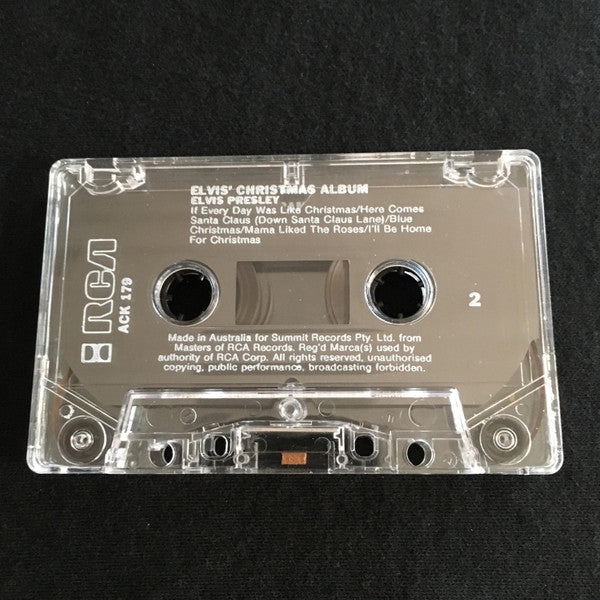 ELVIS' CHRISTMAS ALBUM
ELVIS PRESLEY
If Every Day Was Like Christmas/Here Comes
Santa Claus (Down Santa Claus Lane)/Blue
Christmas/Mama Liked The Roses/I'll Be Home
For Christmas
RCA
ACK 179
2
Made in Australia for Summit Records Pty. Ltd. from
Masters of RCA Records. Reg'd Marca(s) used by
authority of RCA Corp. All rights reserved, unauthorised
copying, public performance, broadcasting forbidden.